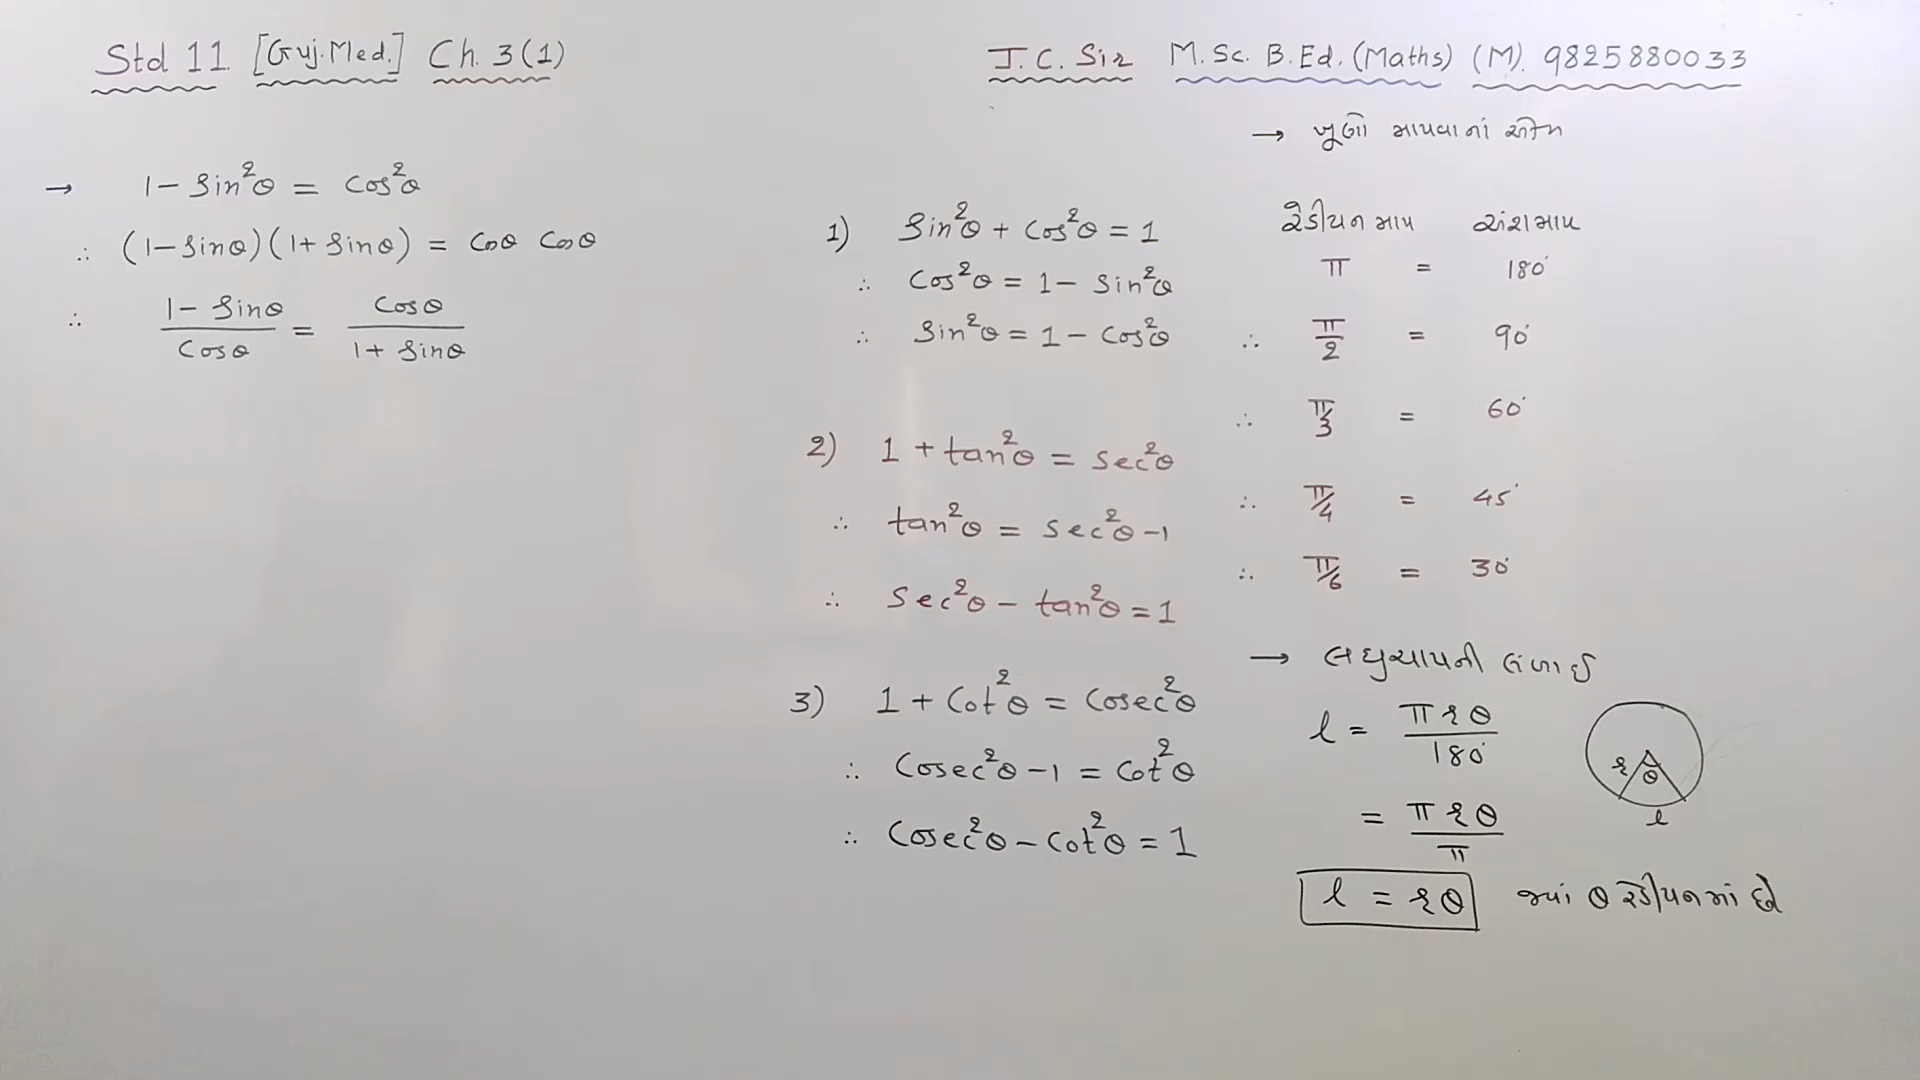 Std 11 [Guj.Med.] Ch. 3(1)
J.C. Sir M.Sc. B.Ed. (Maths) (M). 9825880033
→ 1 - Sin²θ = Cos²θ
∴ (1 - Sinθ)(1 + Sinθ) = Cosθ Cosθ
∴ (1 - Sinθ)/Cosθ = Cosθ/(1 + Sinθ)
1) Sin²θ + Cos²θ = 1
∴ Cos²θ = 1 - Sin²θ
∴ Sin²θ = 1 - Cos²θ
2) 1 + tan²θ = Sec²θ
∴ tan²θ = Sec²θ - 1
∴ Sec²θ - tan²θ = 1
3) 1 + Cot²θ = Cosec²θ
∴ Cosec²θ - 1 = Cot²θ
∴ Cosec²θ - Cot²θ = 1
→ ખૂણો માપવાનાં એકમ
રેડીયન માપ અંશ માપ
π = 180°
∴ π/2 = 90°
∴ π/3 = 60°
∴ π/4 = 45°
∴ π/6 = 30°
→ લઘુચાપની લંબાઈ
l = πrθ/180°
= πrθ/π
l = rθ જ્યાં θ રેડીયનમાં છે
r θ
l